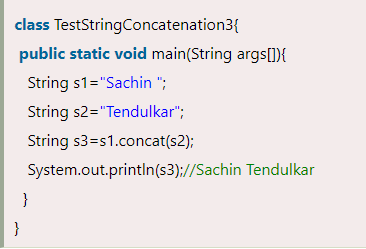 class TestStringConcatenation3{
public static void main(String args[]){
String s1="Sachin ";
String s2="Tendulkar";
String s3=s1.concat(s2);
System.out.println(s3);//Sachin Tendulkar
}
}